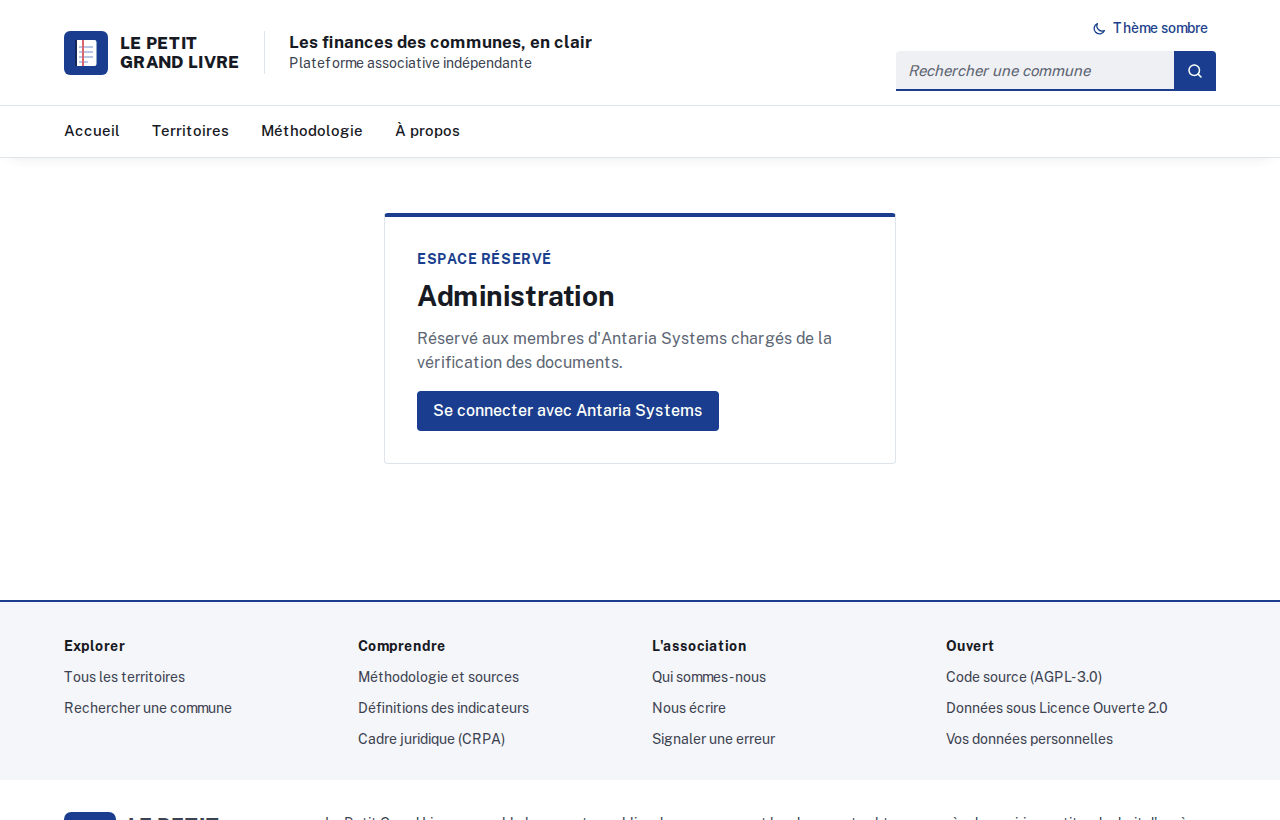 LE PETIT
GRAND LIVRE
Les finances des communes, en clair
Plateforme associative indépendante
Thème sombre
Rechercher une commune
Accueil
Territoires
Méthodologie
À propos
ESPACE RÉSERVÉ
Administration
Réservé aux membres d'Antaria Systems chargés de la
vérification des documents.
Se connecter avec Antaria Systems
Explorer
Tous les territoires
Rechercher une commune
Comprendre
Méthodologie et sources
Définitions des indicateurs
Cadre juridique (CRPA)
L'association
Qui sommes-nous
Nous écrire
Signaler une erreur
Ouvert
Code source (AGPL-3.0)
Données sous Licence Ouverte 2.0
Vos données personnelles
LE PETIT